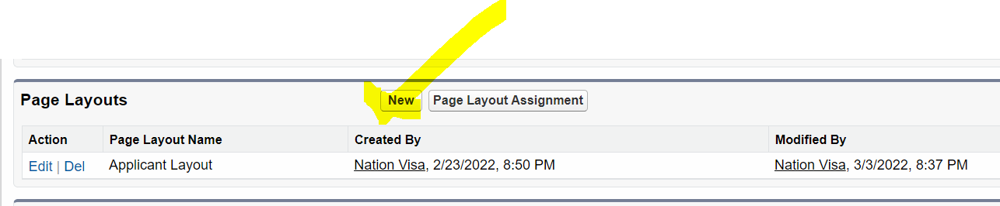 Page Layouts New Page Layout Assignment
Action Page Layout Name Created By Modified By
Edit | Del Applicant Layout Nation Visa, 2/23/2022, 8:50 PM Nation Visa, 3/3/2022, 8:37 PM